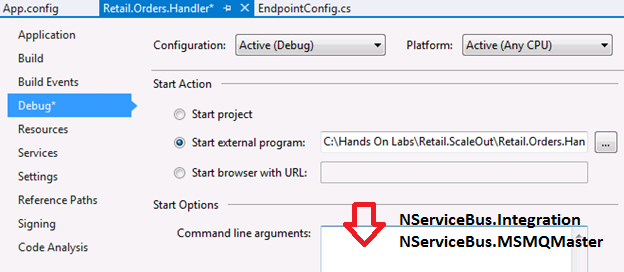 App.config
Retail.Orders.Handler*
EndpointConfig.cs
Application
Build
Build Events
Debug*
Resources
Services
Settings
Reference Paths
Signing
Code Analysis
Configuration: Active (Debug) Platform: Active (Any CPU)
Start Action
Start project
Start external program: C:\Hands On Labs\Retail.ScaleOut\Retail.Orders.Han ...
Start browser with URL:
Start Options
Command line arguments:
NServiceBus.Integration
NServiceBus.MSMQMaster